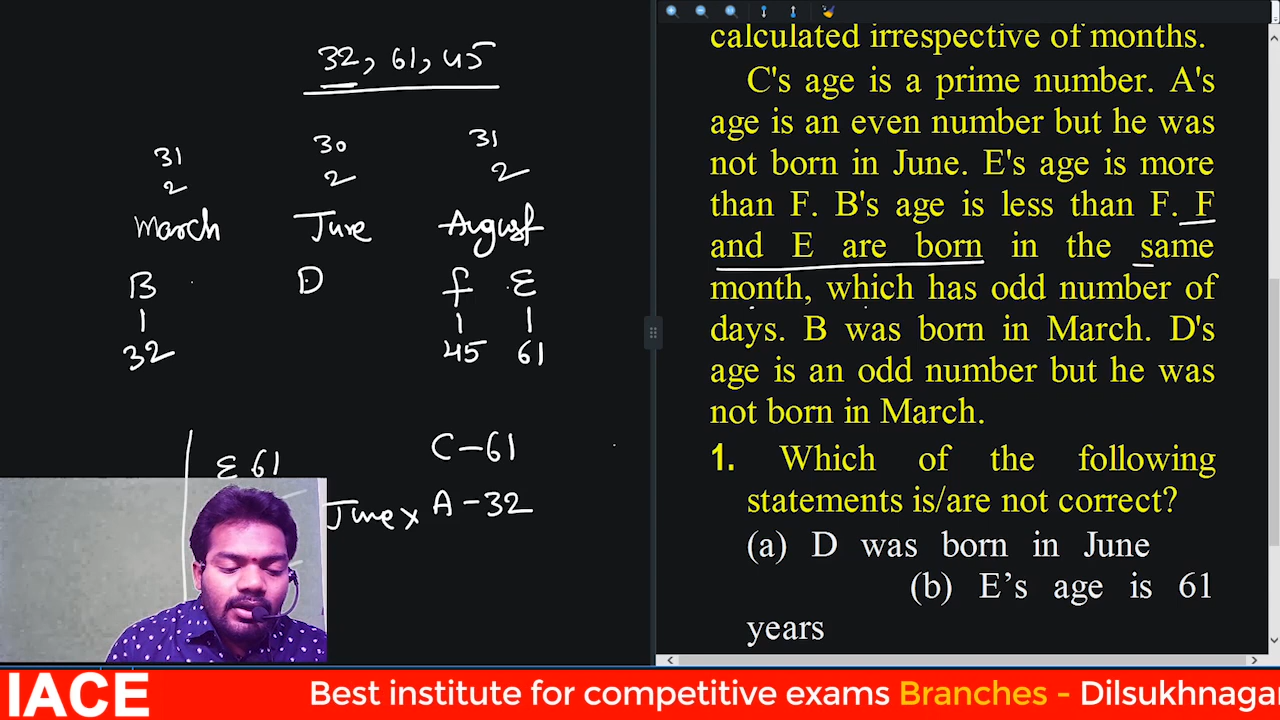 32, 61, 45
31 30 31
2 2 2
March June August
B D F E
32 45 61
C-61
E 61
June x A-32
calculated irrespective of months.
C's age is a prime number. A's
age is an even number but he was
not born in June. E's age is more
than F. B's age is less than F. F
and E are born in the same
month, which has odd number of
days. B was born in March. D's
age is an odd number but he was
not born in March.
1. Which of the following
statements is/are not correct?
(a) D was born in June
(b) E's age is 61
years
IACE Best institute for competitive exams Branches - Dilsukhnagar